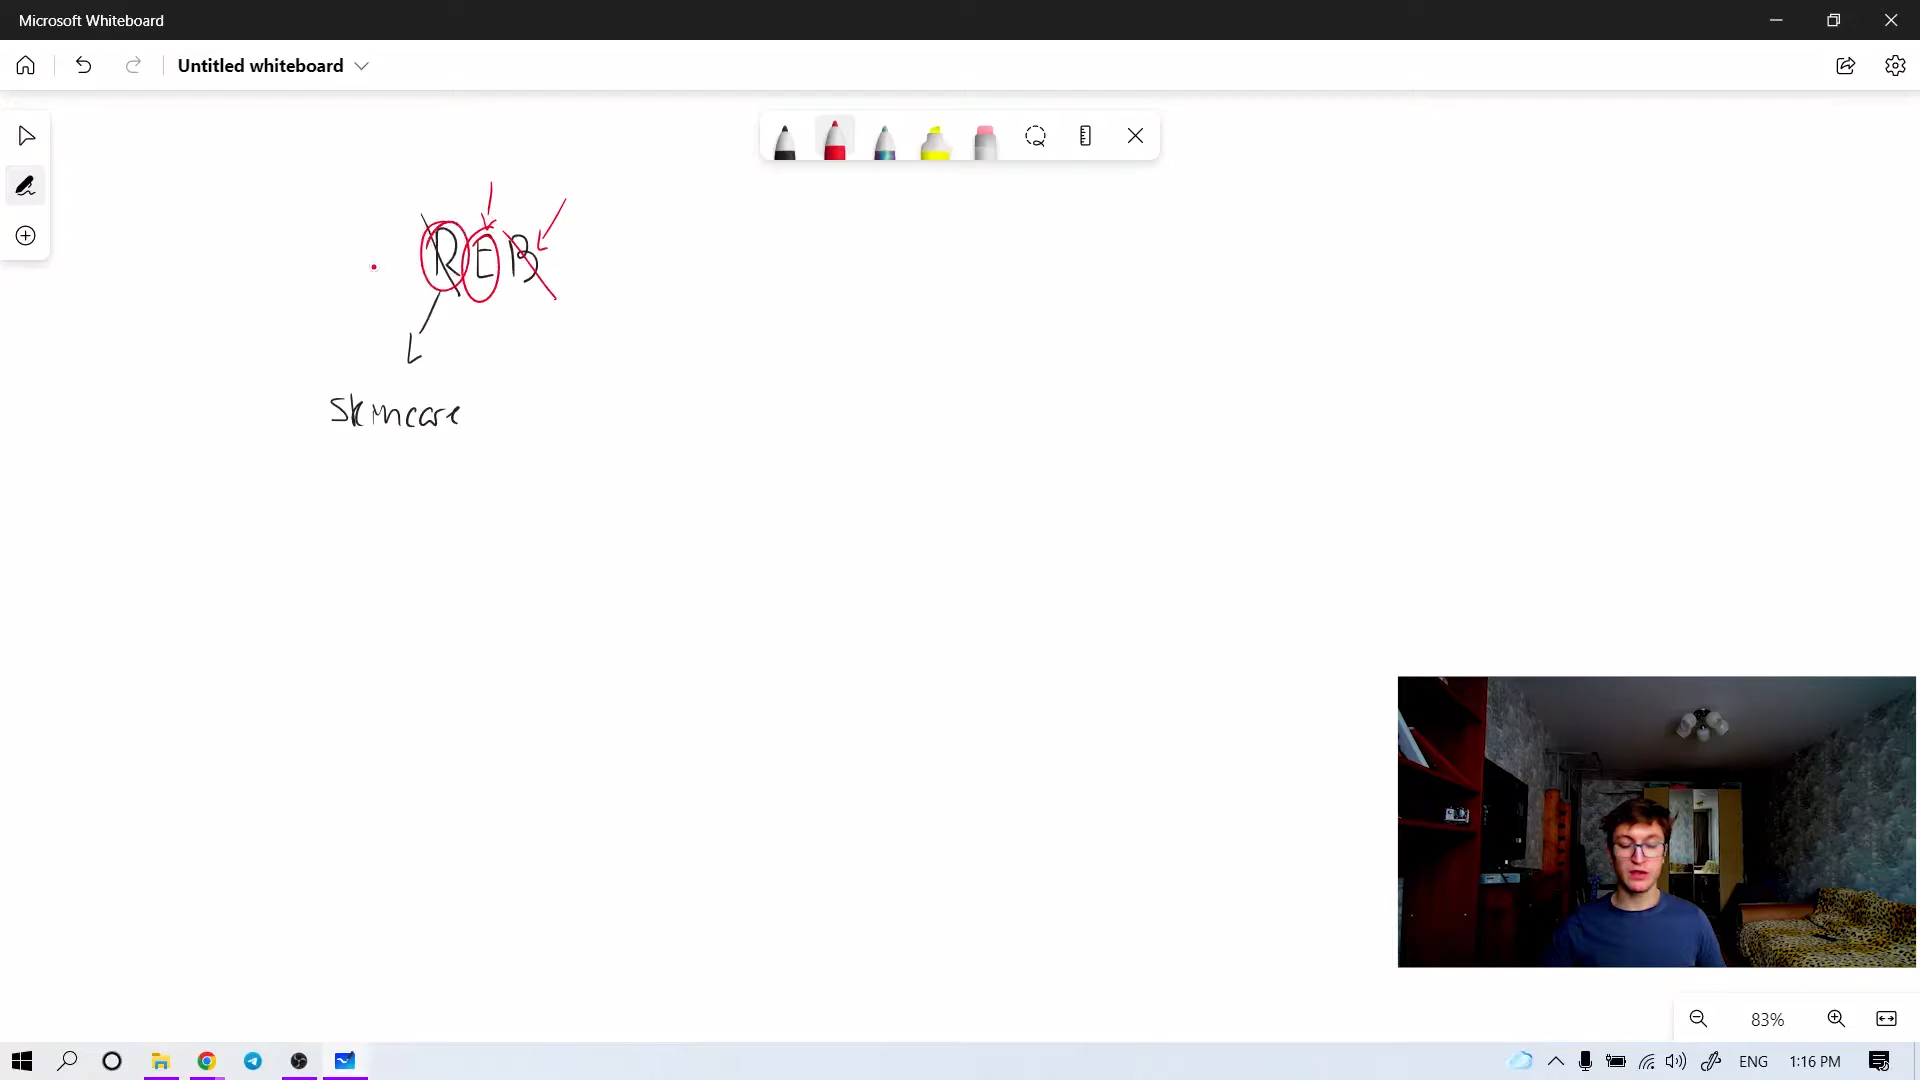 Microsoft Whiteboard
Untitled whiteboard
REB
Skincare
83%
ENG
1:16 PM